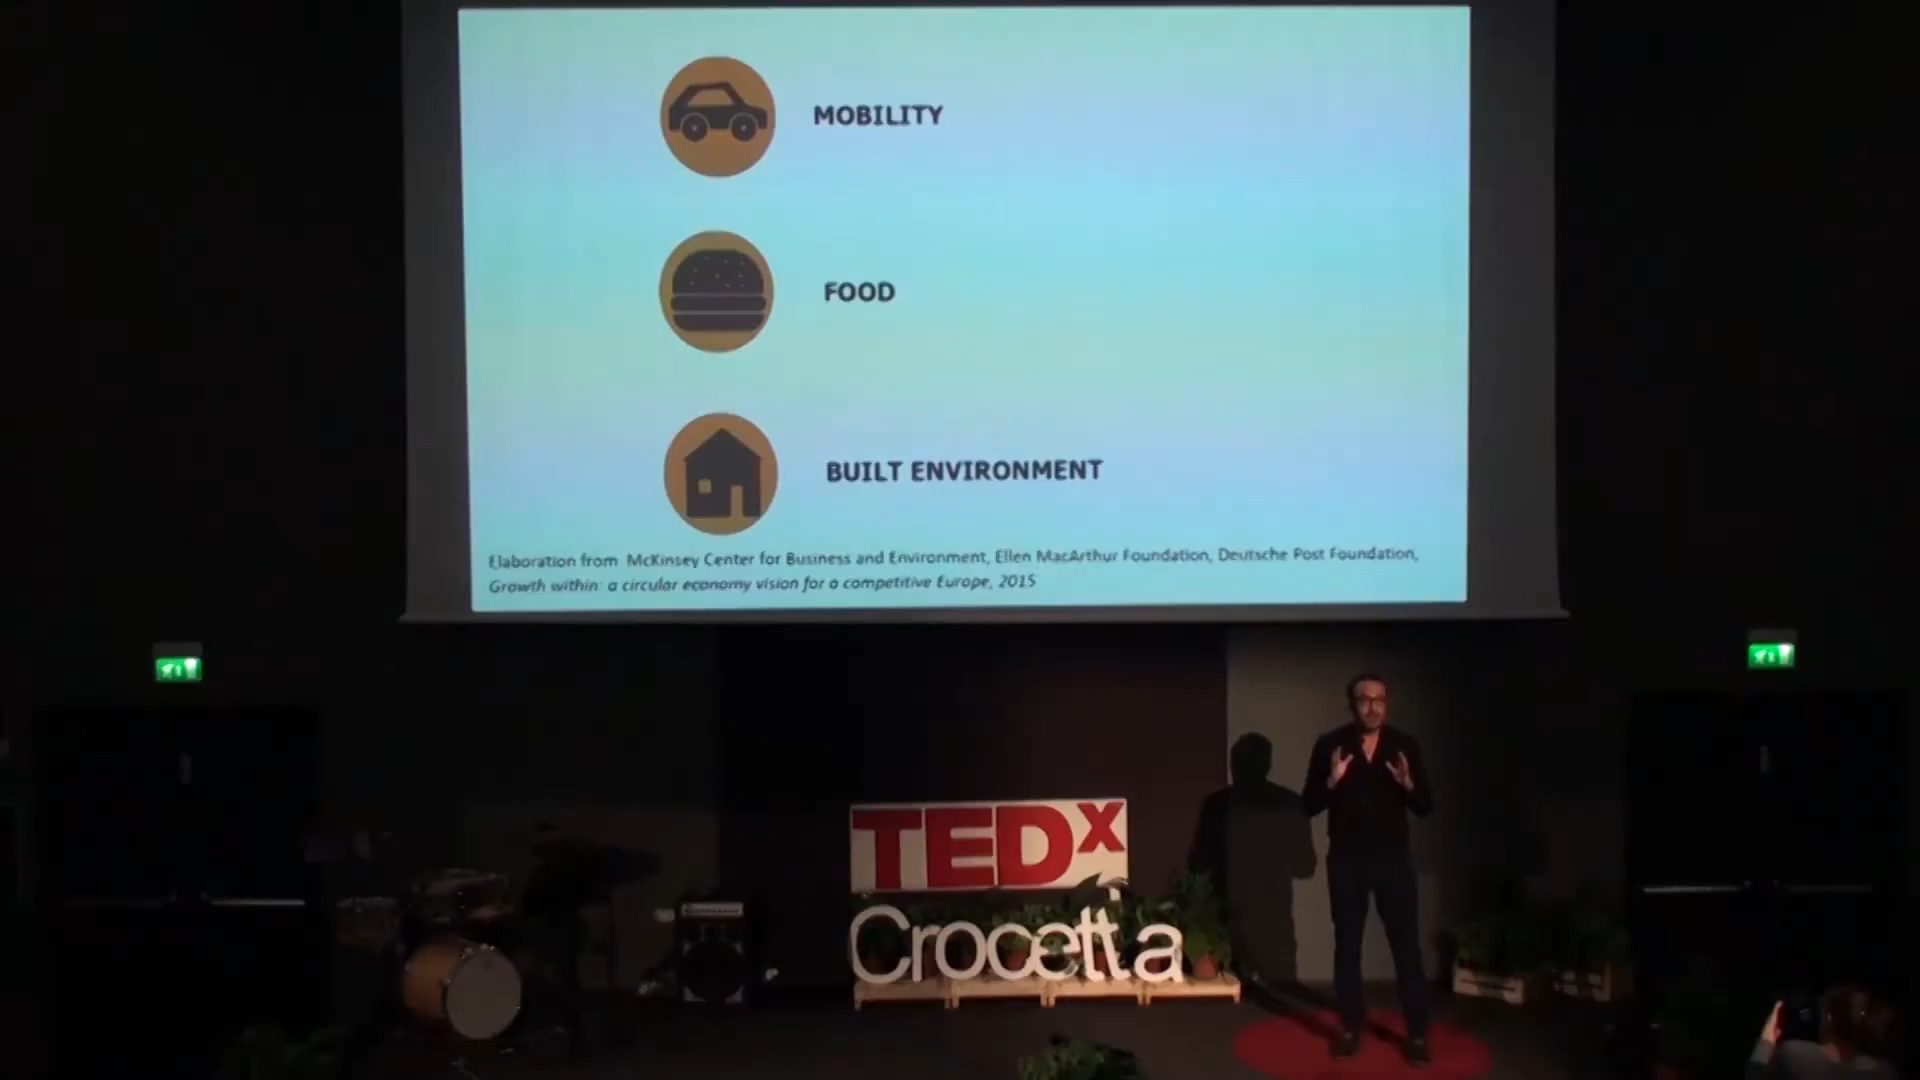 MOBILITY
FOOD
BUILT ENVIRONMENT
Elaboration from McKinsey Center for Business and Environment, Ellen MacArthur Foundation, Deutsche Post Foundation,
Growth within: a circular economy vision for a competitive Europe, 2015
TEDx
Crocetta